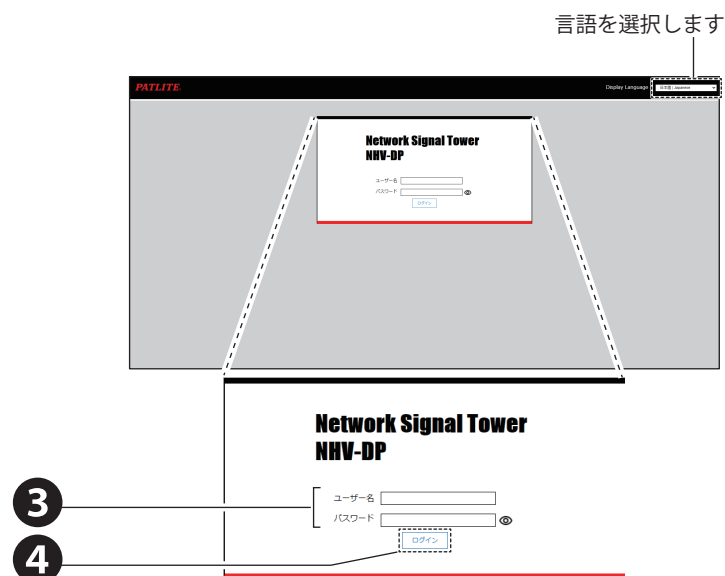 言語を選択します
PATLITE
Display Language
日本語 | Japanese
Network Signal Tower
NHV-DP
ユーザー名
パスワード
ログイン
Network Signal Tower
NHV-DP
3
ユーザー名
パスワード
4
ログイン